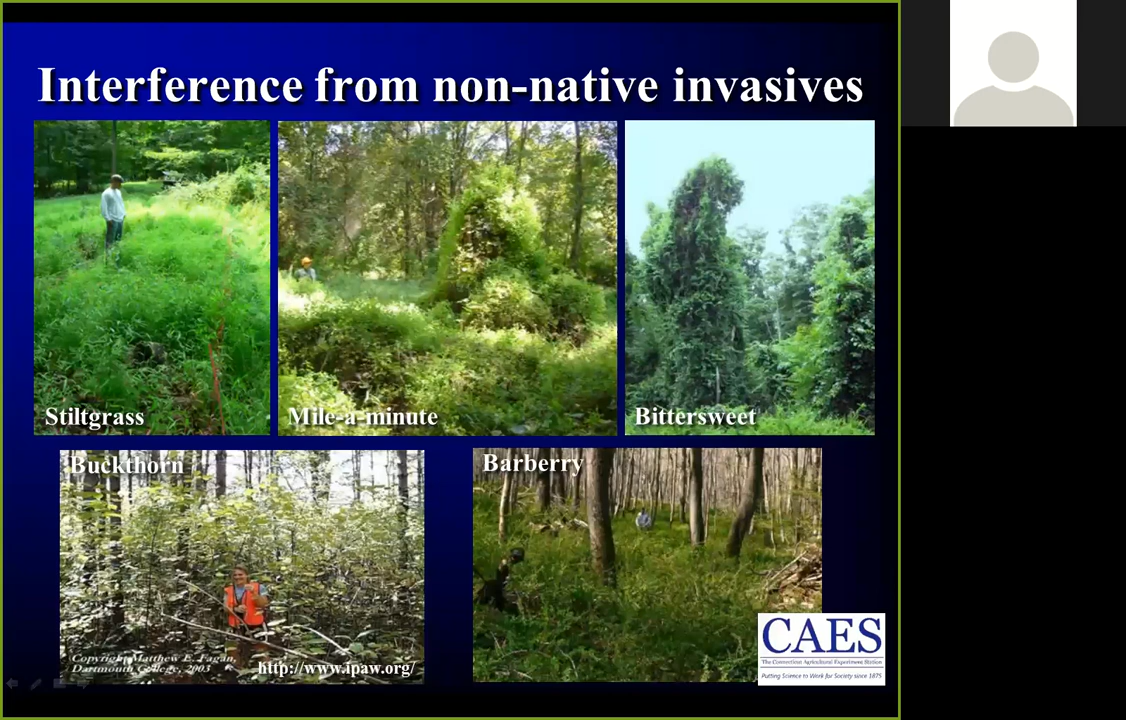 Interference from non-native invasives
Stiltgrass
Mile-a-minute
Bittersweet
Buckthorn
Barberry
Copyright Matthew E. Fagan,
Dartmouth College, 2003
http://www.ipaw.org/
CAES
The Connecticut Agricultural Experiment Station
Putting Science to Work for Society since 1875